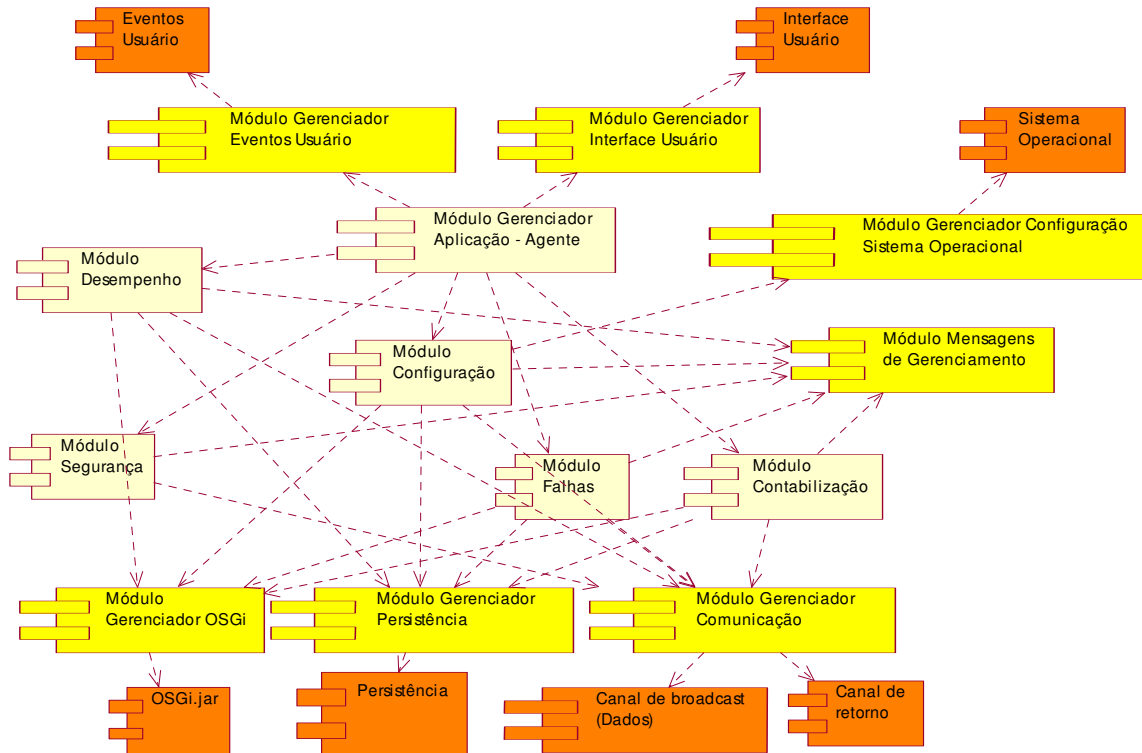 Eventos
Usuário
Interface
Usuário
Módulo Gerenciador
Eventos Usuário
Módulo Gerenciador
Interface Usuário
Sistema
Operacional
Módulo Gerenciador
Aplicação - Agente
Módulo Gerenciador Configuração
Sistema Operacional
Módulo
Desempenho
Módulo
Configuração
Módulo Mensagens
de Gerenciamento
Módulo
Segurança
Módulo
Falhas
Módulo
Contabilização
Módulo
Gerenciador OSGi
Módulo Gerenciador
Persistência
Módulo Gerenciador
Comunicação
OSGi.jar
Persistência
Canal de broadcast
(Dados)
Canal de
retorno